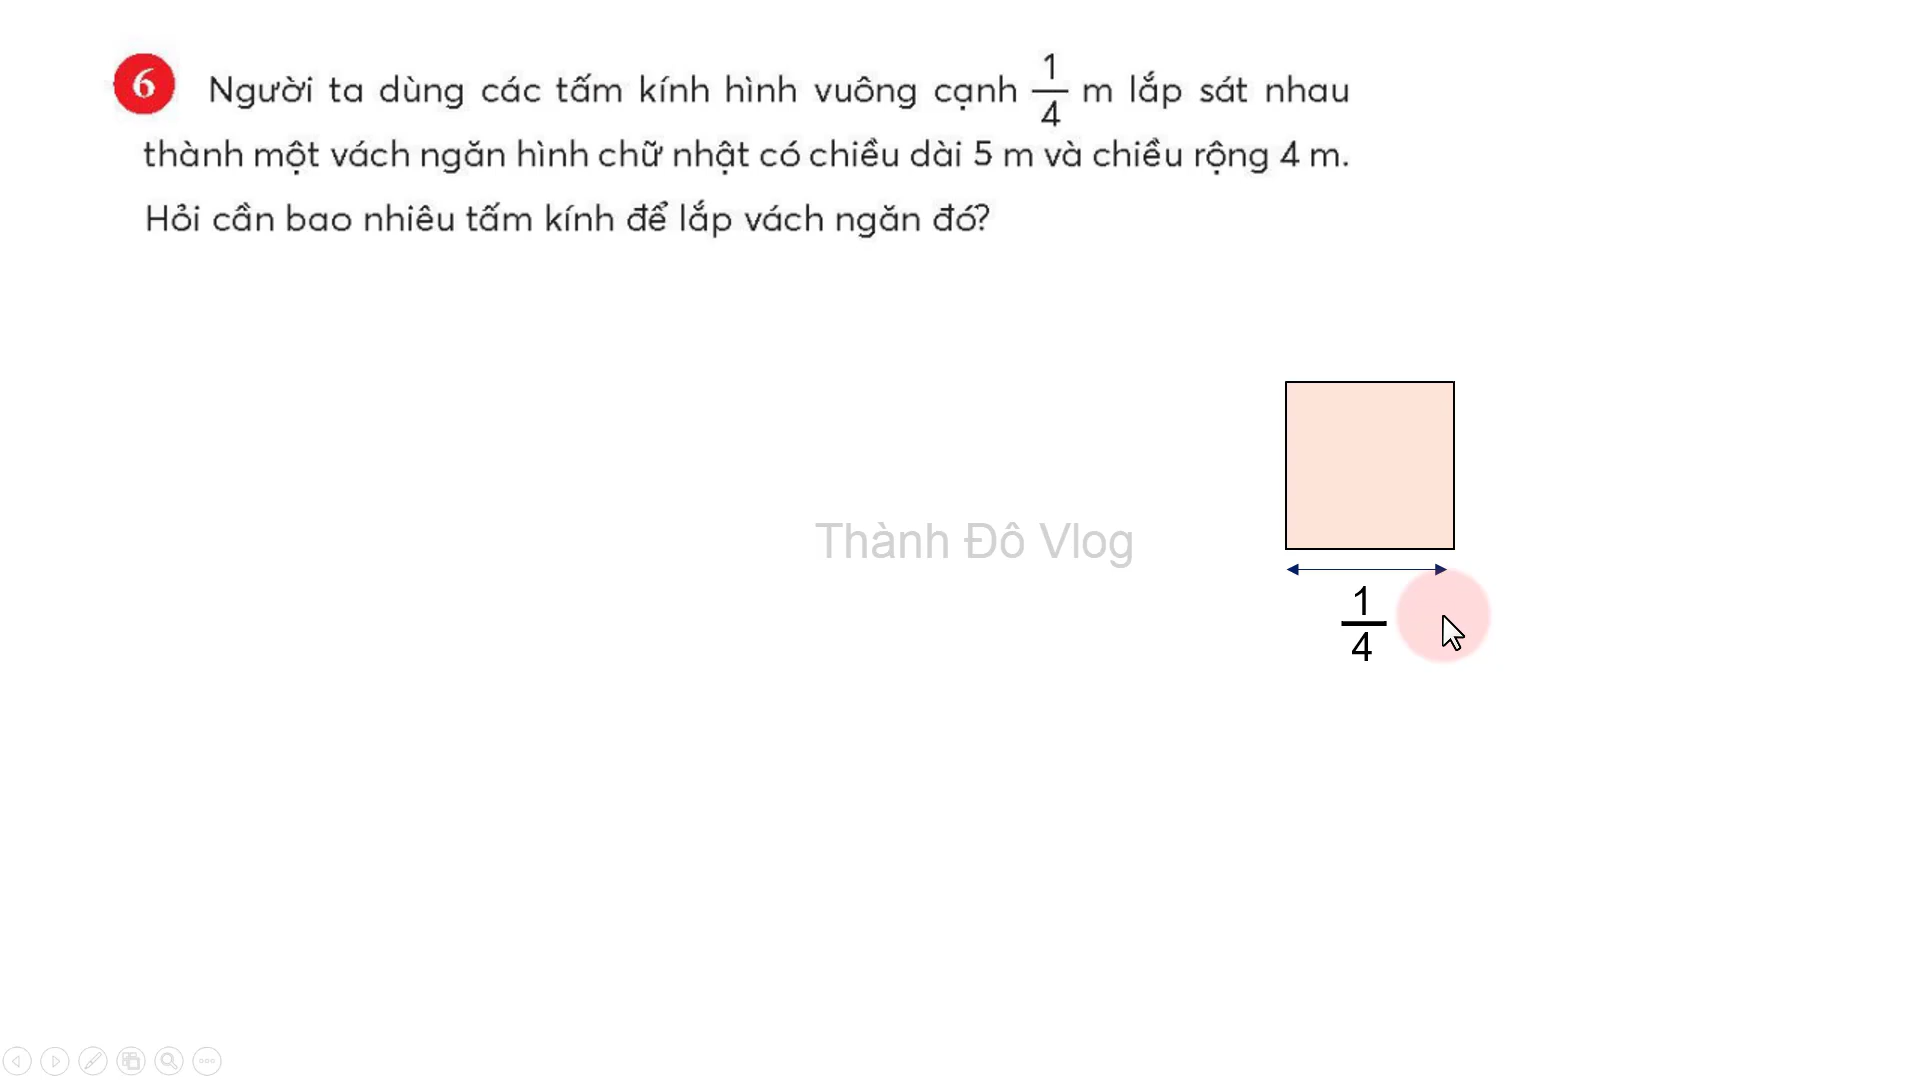 6 Người ta dùng các tấm kính hình vuông cạnh 1/4 m lắp sát nhau
thành một vách ngăn hình chữ nhật có chiều dài 5 m và chiều rộng 4 m.
Hỏi cần bao nhiêu tấm kính để lắp vách ngăn đó?
Thành Đô Vlog
1/4